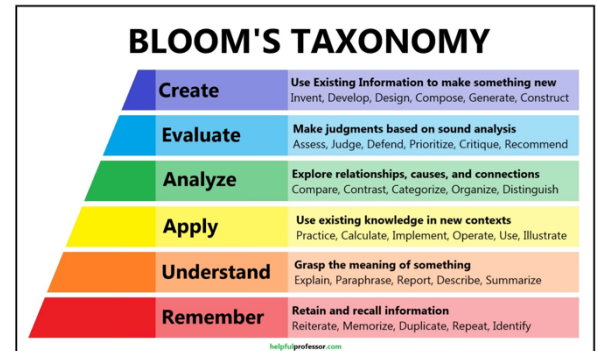 BLOOM'S TAXONOMY
Create
Use Existing Information to make something new
Invent, Develop, Design, Compose, Generate, Construct
Evaluate
Make judgments based on sound analysis
Assess, Judge, Defend, Prioritize, Critique, Recommend
Analyze
Explore relationships, causes, and connections
Compare, Contrast, Categorize, Organize, Distinguish
Apply
Use existing knowledge in new contexts
Practice, Calculate, Implement, Operate, Use, Illustrate
Understand
Grasp the meaning of something
Explain, Paraphrase, Report, Describe, Summarize
Remember
Retain and recall information
Reiterate, Memorize, Duplicate, Repeat, Identify
helpfulprofessor.com